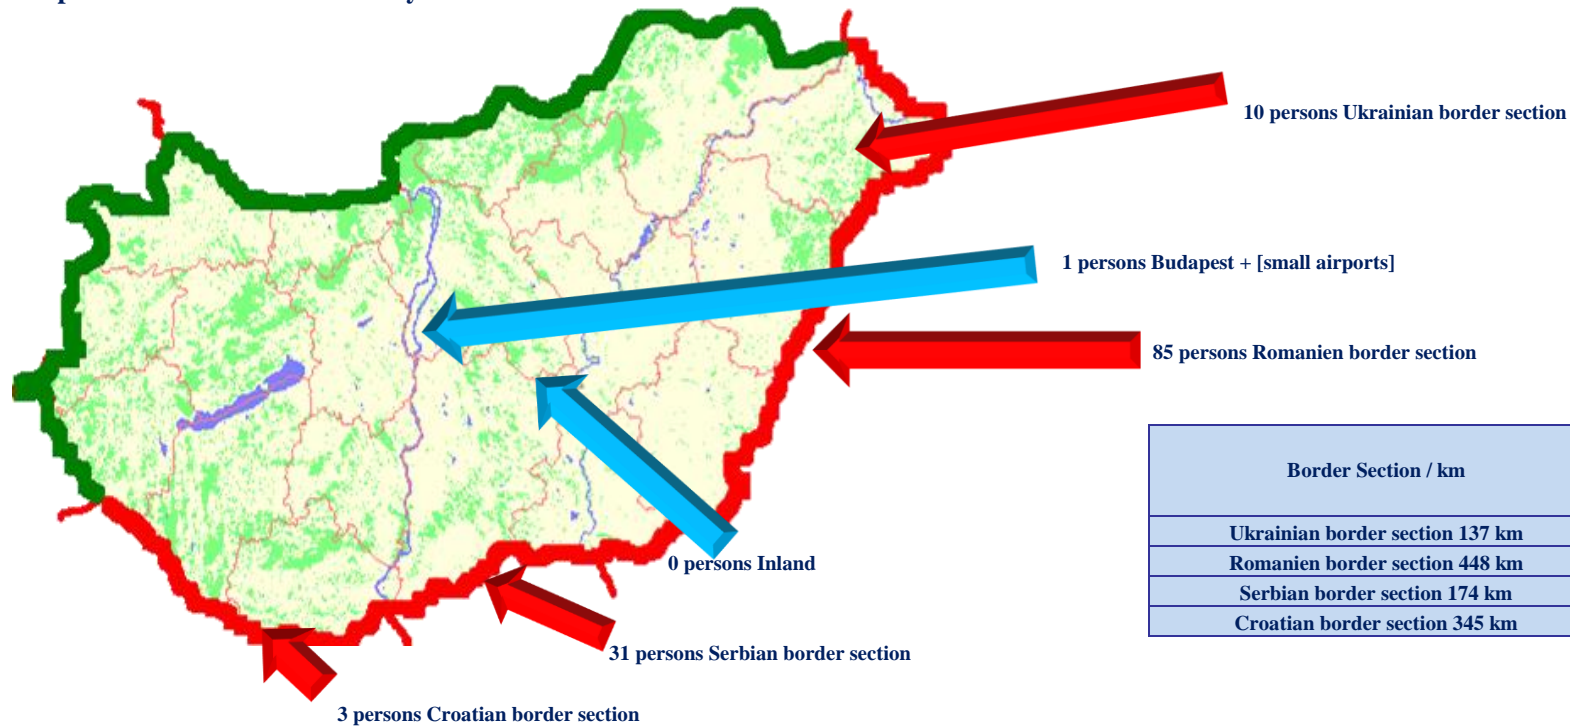 10 persons Ukrainian border section
1 persons Budapest + [small airports]
85 persons Romanien border section
0 persons Inland
31 persons Serbian border section
3 persons Croatian border section
Border Section / km
Ukrainian border section 137 km
Romanien border section 448 km
Serbian border section 174 km
Croatian border section 345 km